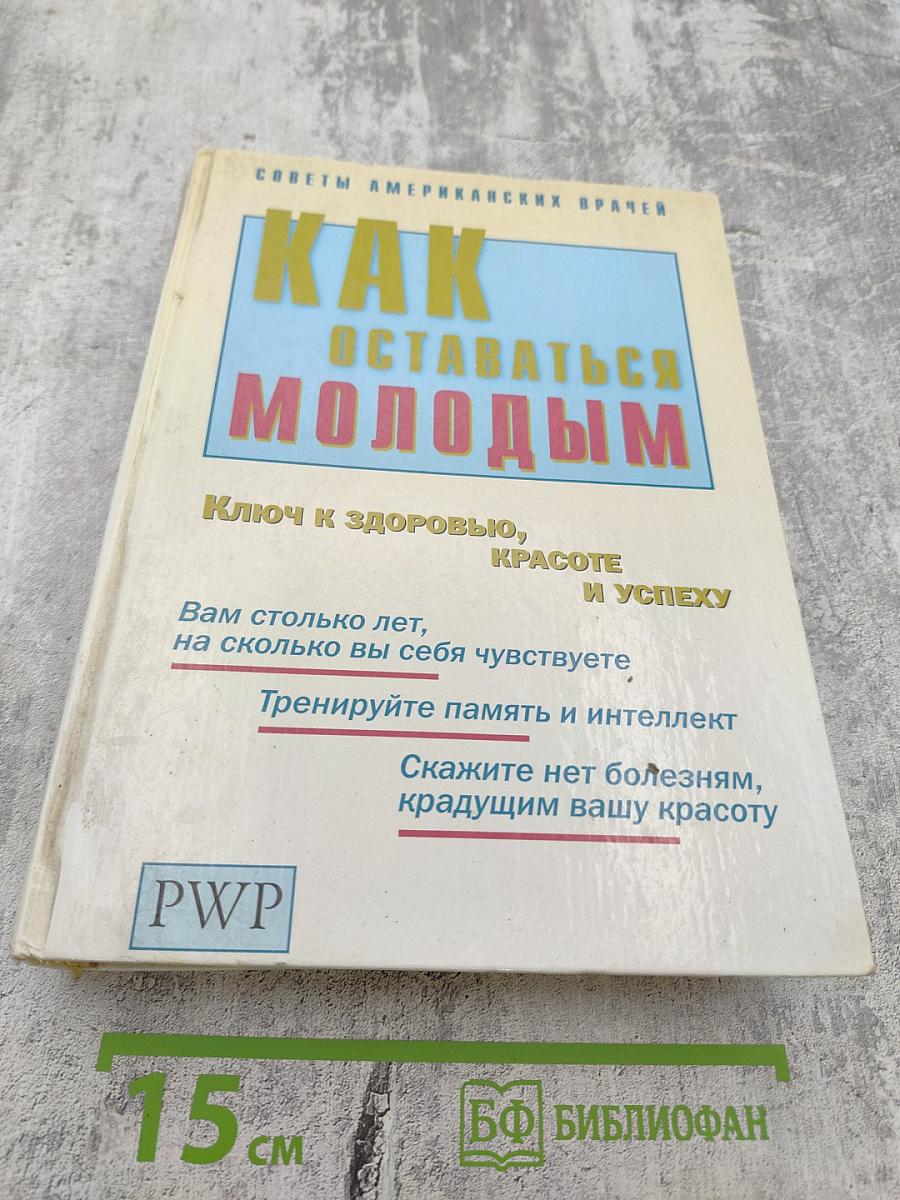 СОВЕТЫ АМЕРИКАНСКИХ ВРАЧЕЙ
КАК
ОСТАВАТЬСЯ
МОЛОДЫМ
Ключ к здоровью,
красоте
и успеху
Вам столько лет,
на сколько вы себя чувствуете
Тренируйте память и интеллект
Скажите нет болезням,
крадущим вашу красоту
PWP
15 см
БФ БИБЛИОФАН